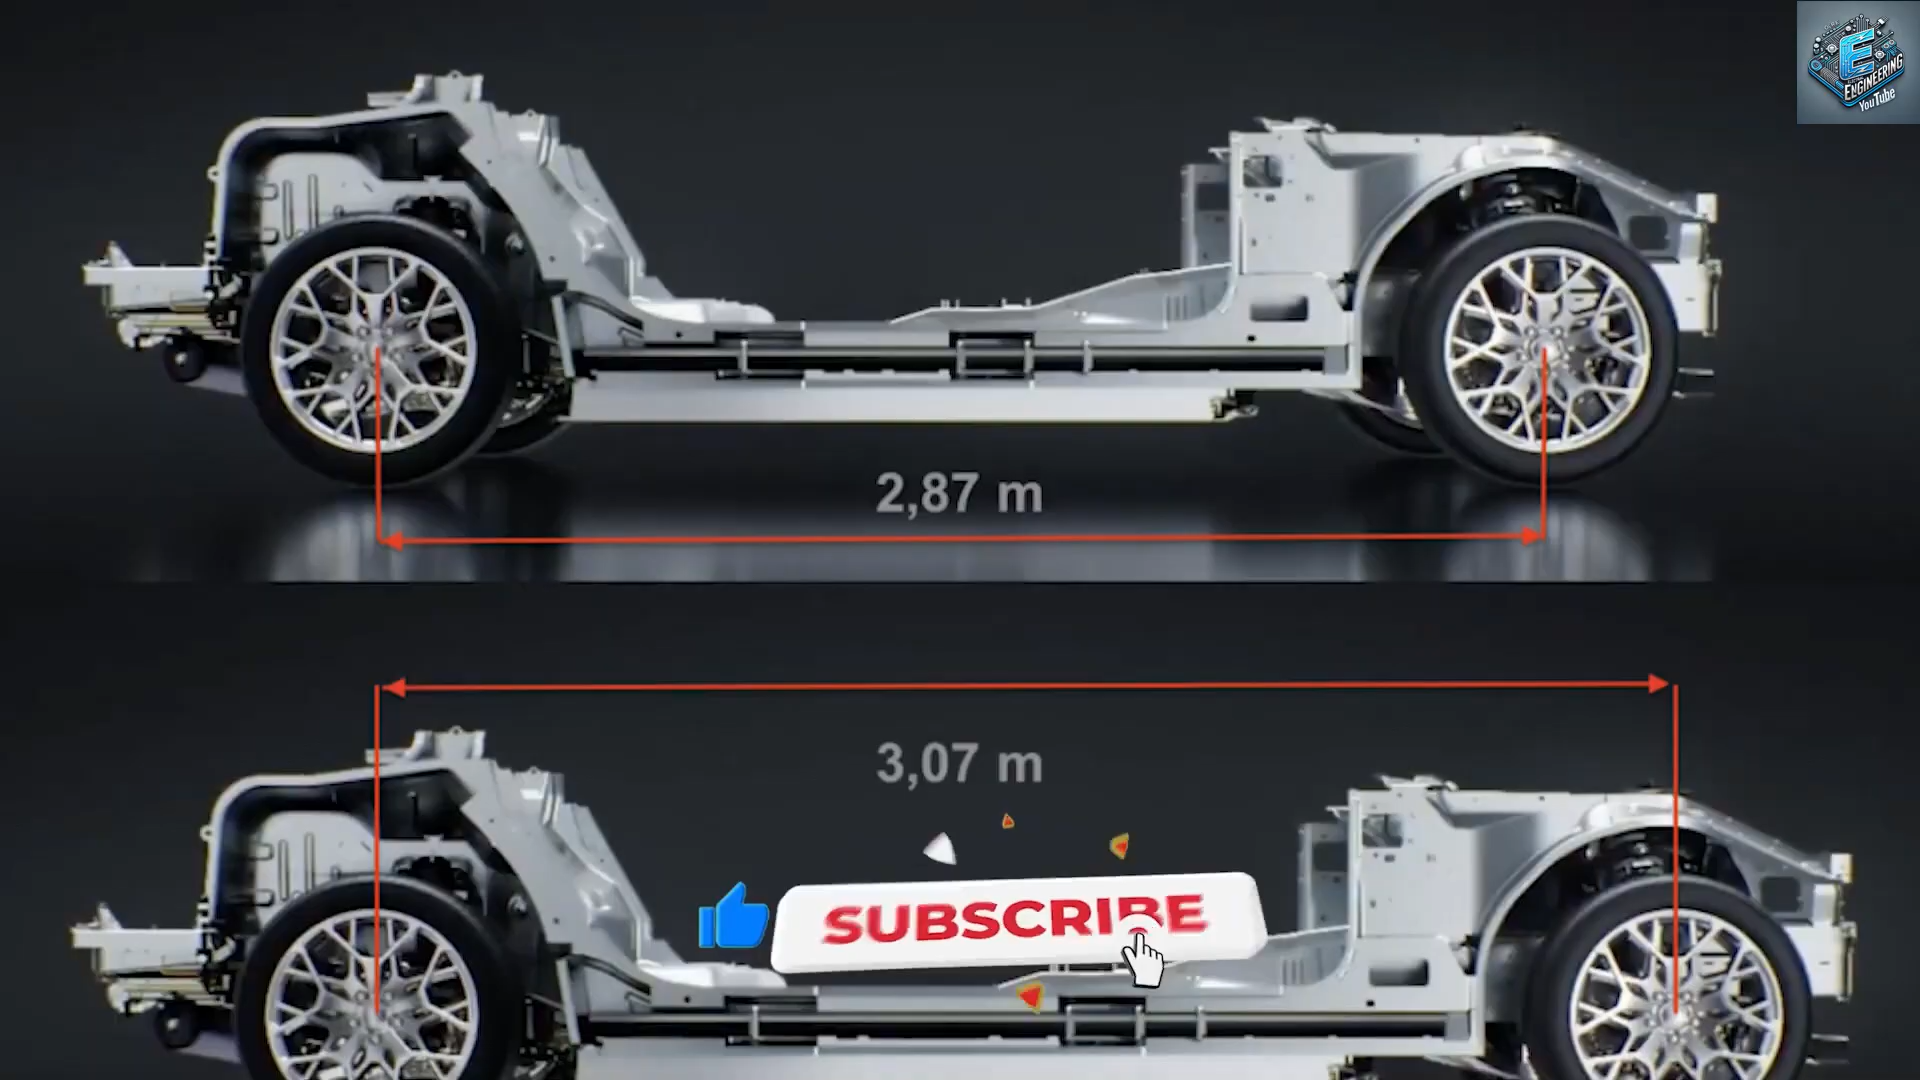 E
ENGINEERING
YouTube
2,87 m
3,07 m
SUBSCRIBE